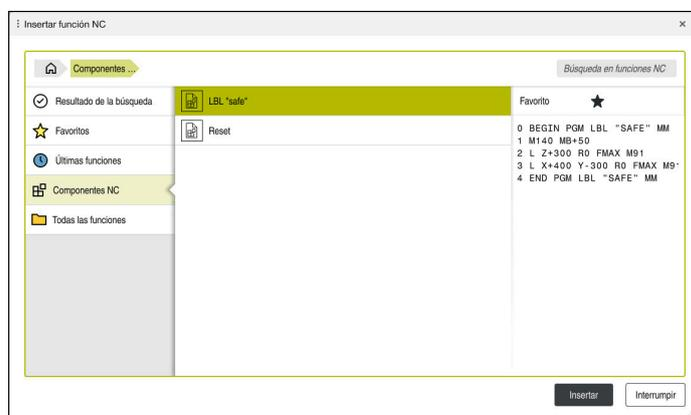 Insertar función NC
Componentes ...
Búsqueda en funciones NC
Resultado de la búsqueda
Favoritos
Últimas funciones
Componentes NC
Todas las funciones
LBL "safe"
Reset
Favorito
0 BEGIN PGM LBL "SAFE" MM
1 M140 MB+50
2 L Z+300 R0 FMAX M91
3 L X+400 Y-300 R0 FMAX M9
4 END PGM LBL "SAFE" MM
Insertar
Interrumpir